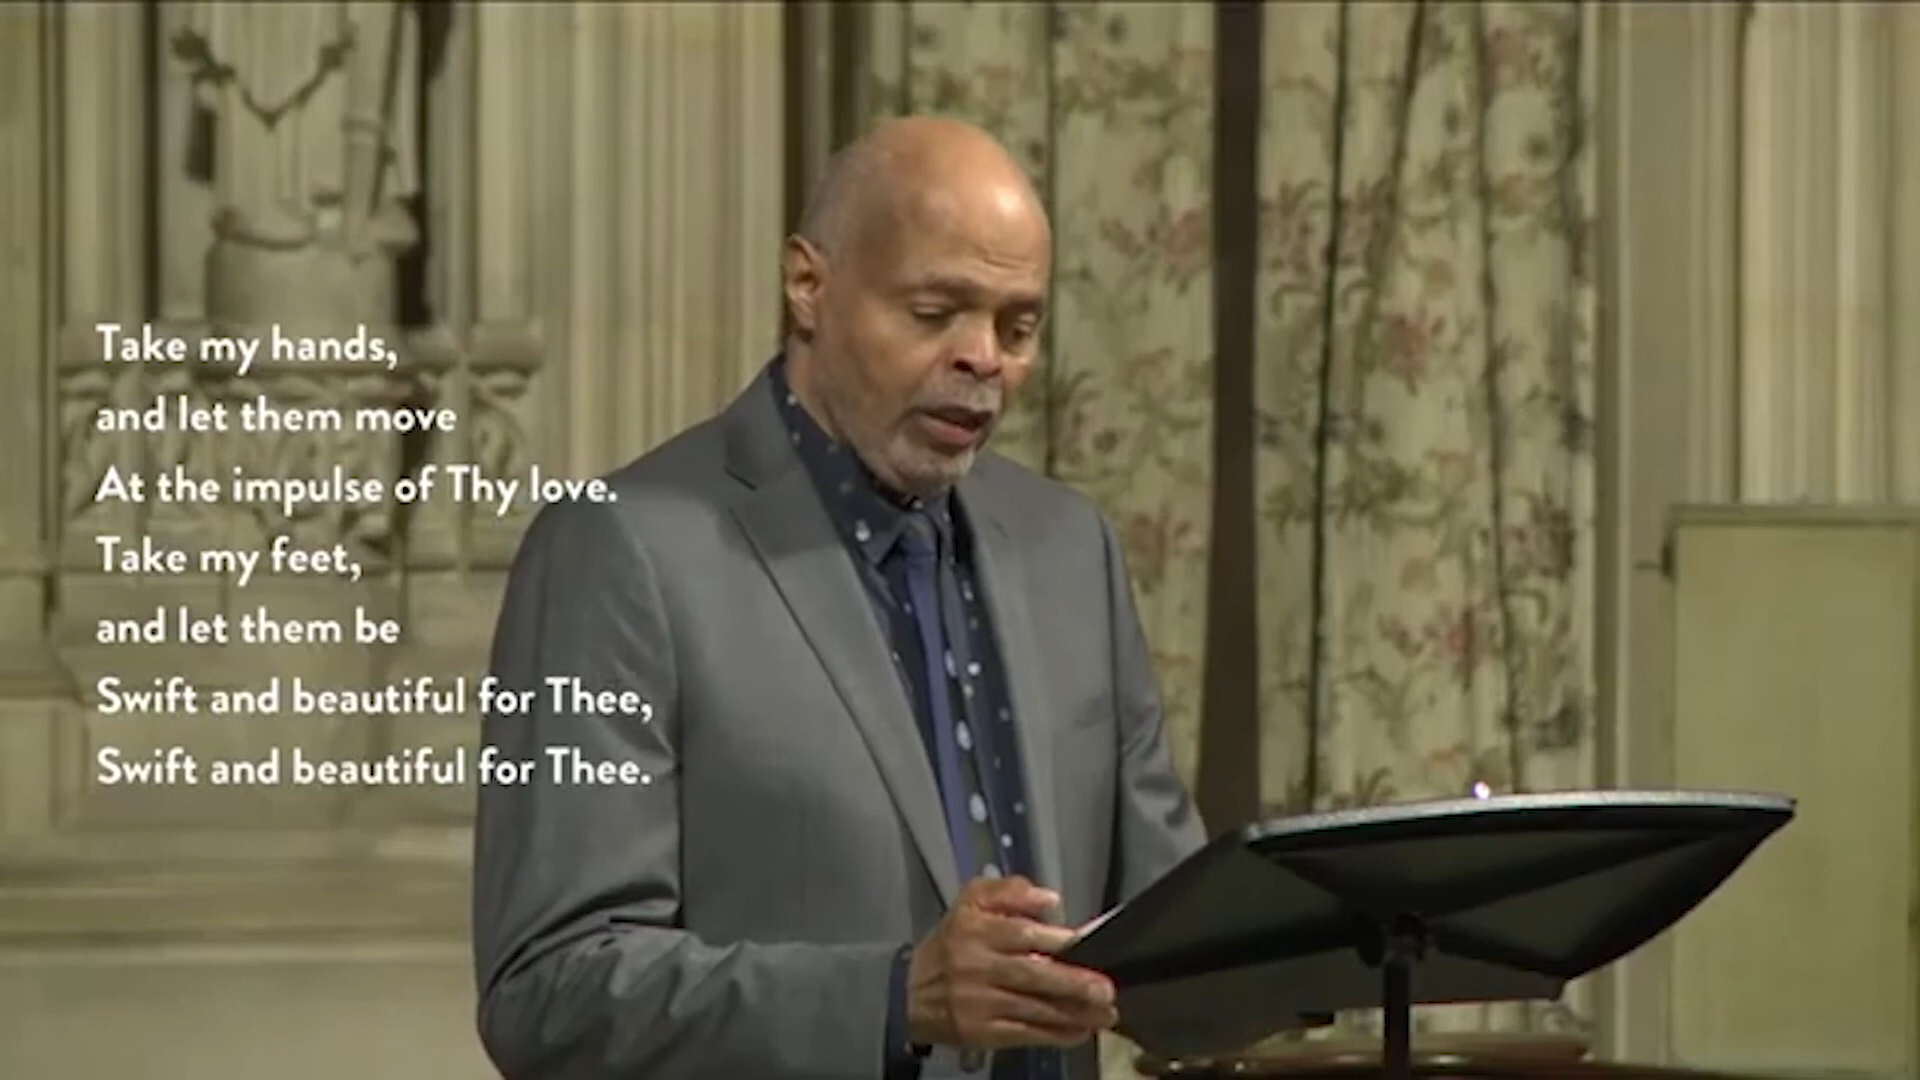 Take my hands,
and let them move
At the impulse of Thy love.
Take my feet,
and let them be
Swift and beautiful for Thee,
Swift and beautiful for Thee.